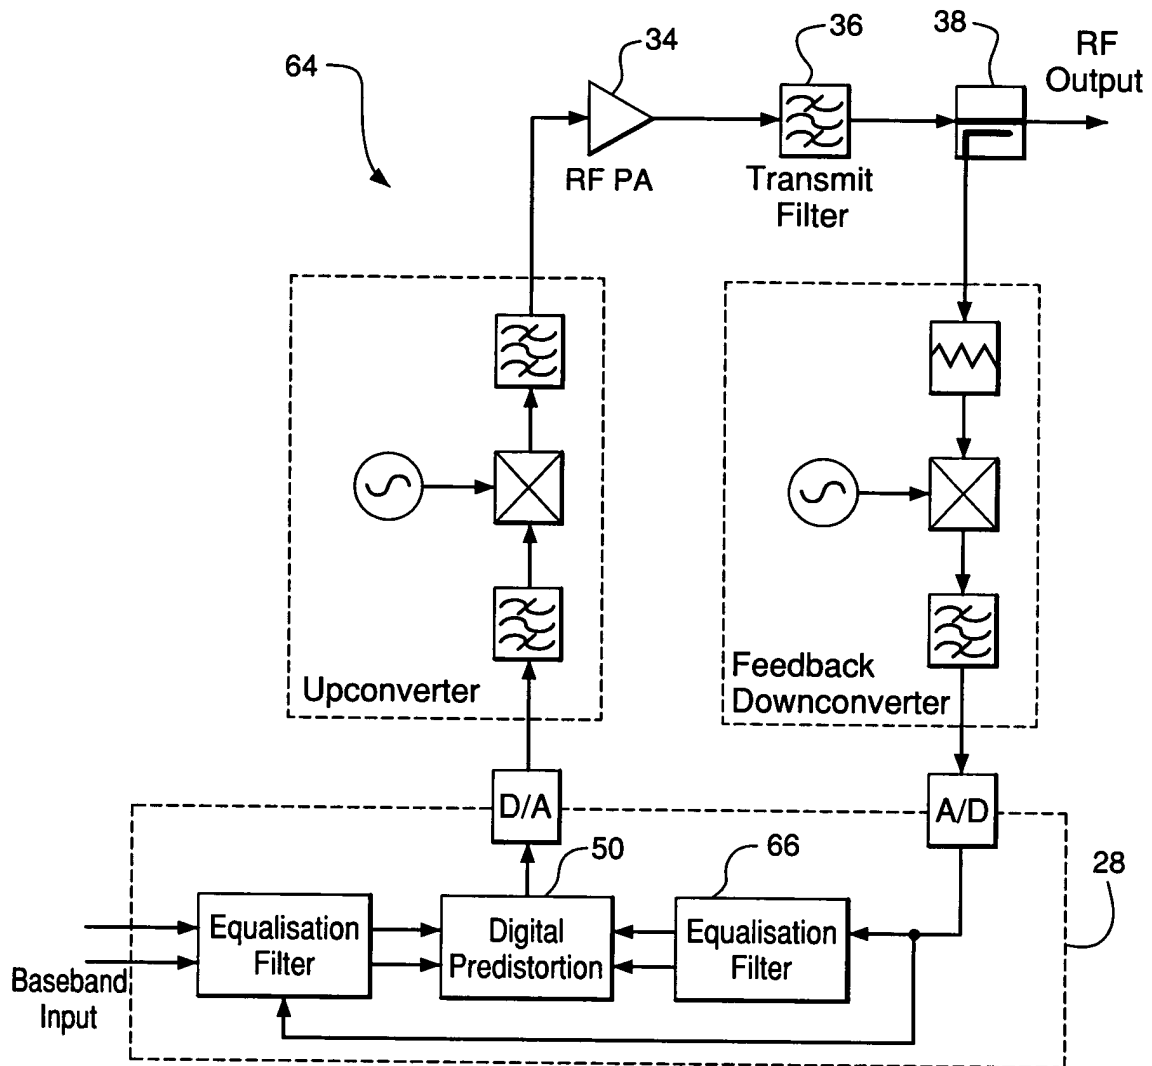 34
36
38
RF
Output
64
RF PA
Transmit
Filter
Upconverter
Feedback
Downconverter
D/A
A/D
50
66
28
Equalisation
Filter
Digital
Predistortion
Equalisation
Filter
Baseband
Input